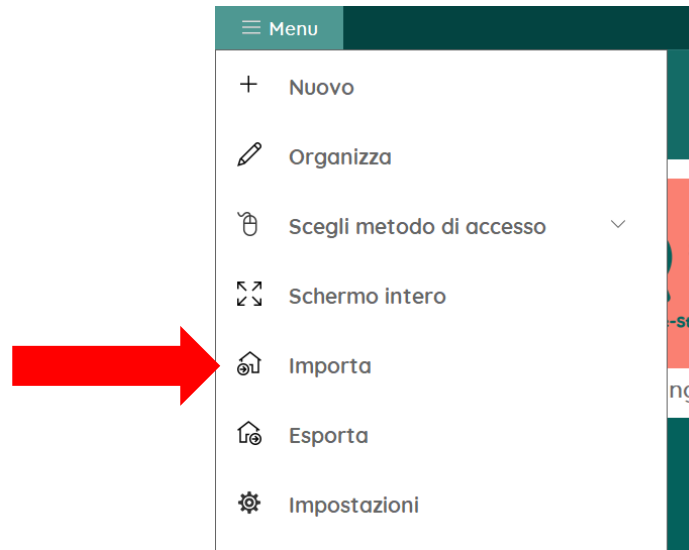 Menu
Nuovo
Organizza
Scegli metodo di accesso
Schermo intero
Importa
Esporta
Impostazioni